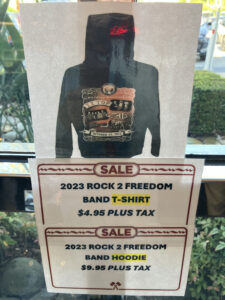 SALE
2023 ROCK 2 FREEDOM
BAND T-SHIRT
$4.95 PLUS TAX
SALE
2023 ROCK 2 FREEDOM
BAND HOODIE
$9.95 PLUS TAX